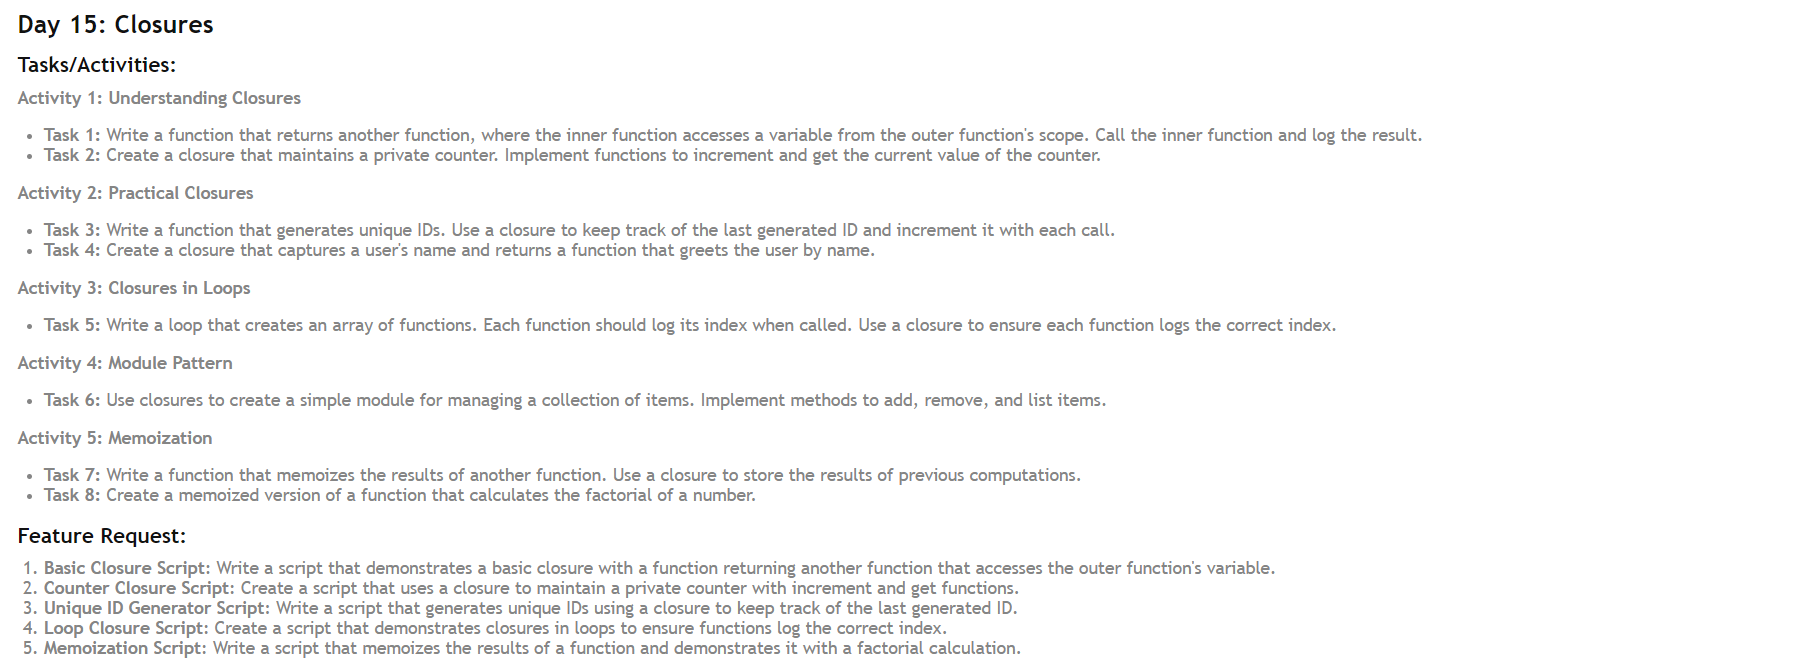 Day 15: Closures
Tasks/Activities:
Activity 1: Understanding Closures
• Task 1: Write a function that returns another function, where the inner function accesses a variable from the outer function's scope. Call the inner function and log the result.
• Task 2: Create a closure that maintains a private counter. Implement functions to increment and get the current value of the counter.
Activity 2: Practical Closures
• Task 3: Write a function that generates unique IDs. Use a closure to keep track of the last generated ID and increment it with each call.
• Task 4: Create a closure that captures a user's name and returns a function that greets the user by name.
Activity 3: Closures in Loops
• Task 5: Write a loop that creates an array of functions. Each function should log its index when called. Use a closure to ensure each function logs the correct index.
Activity 4: Module Pattern
• Task 6: Use closures to create a simple module for managing a collection of items. Implement methods to add, remove, and list items.
Activity 5: Memoization
• Task 7: Write a function that memoizes the results of another function. Use a closure to store the results of previous computations.
• Task 8: Create a memoized version of a function that calculates the factorial of a number.
Feature Request:
1. Basic Closure Script: Write a script that demonstrates a basic closure with a function returning another function that accesses the outer function's variable.
2. Counter Closure Script: Create a script that uses a closure to maintain a private counter with increment and get functions.
3. Unique ID Generator Script: Write a script that generates unique IDs using a closure to keep track of the last generated ID.
4. Loop Closure Script: Create a script that demonstrates closures in loops to ensure functions log the correct index.
5. Memoization Script: Write a script that memoizes the results of a function and demonstrates it with a factorial calculation.